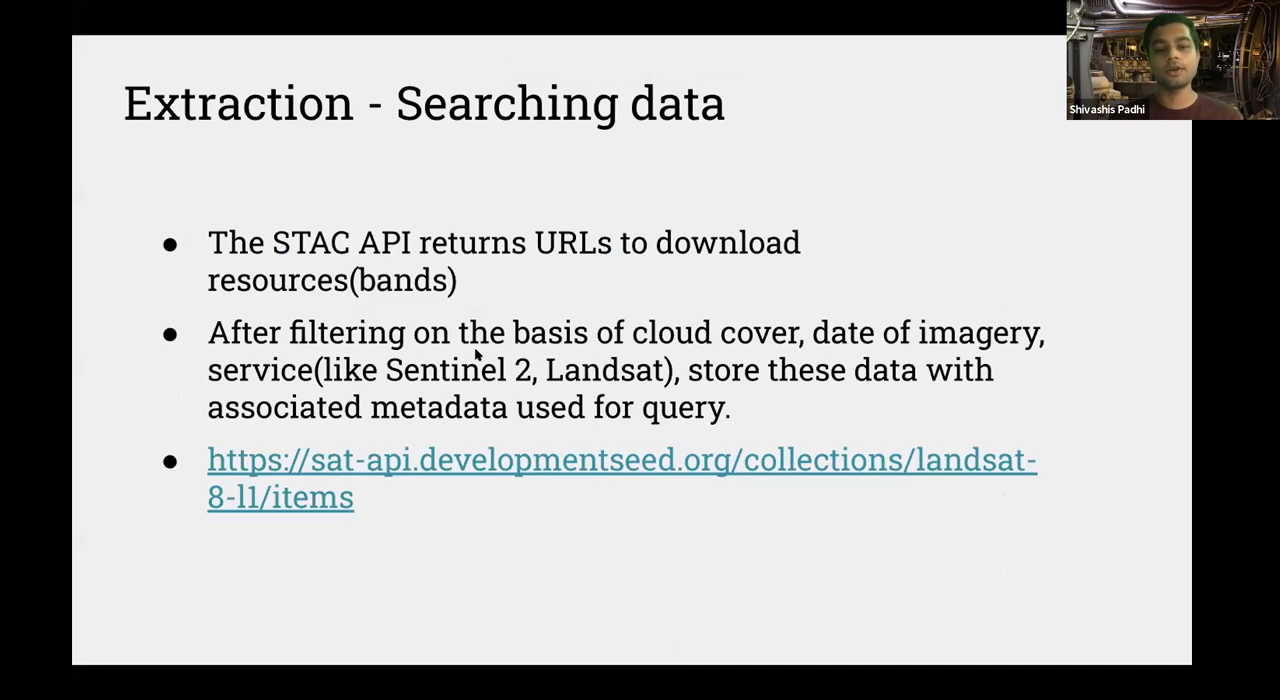 Extraction - Searching data
Shivashis Padhi
● The STAC API returns URLs to download
resources(bands)
● After filtering on the basis of cloud cover, date of imagery,
service(like Sentinel 2, Landsat), store these data with
associated metadata used for query.
● https://sat-api.developmentseed.org/collections/landsat-
8-l1/items